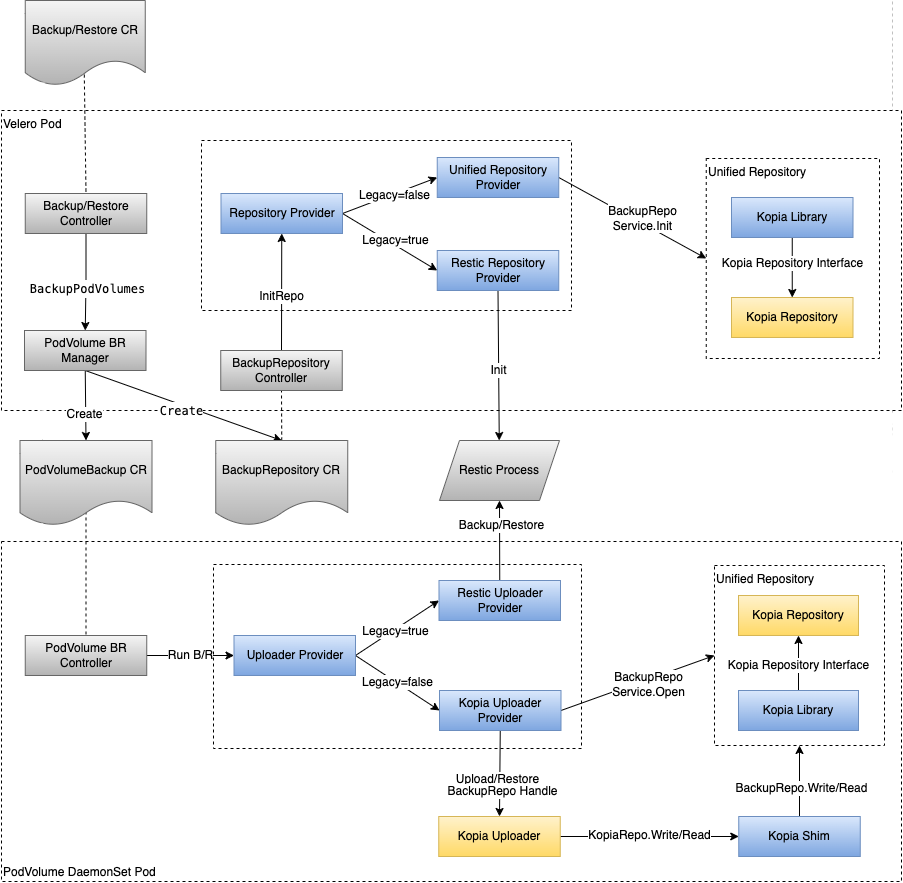 Backup/Restore CR
Velero Pod
Backup/Restore
Controller
BackupPodVolumes
PodVolume BR
Manager
Create
Create
Repository Provider
Legacy=false
Legacy=true
Unified Repository
Provider
Restic Repository
Provider
InitRepo
BackupRepository
Controller
Init
BackupRepo
Service.Init
Unified Repository
Kopia Library
Kopia Repository Interface
Kopia Repository
PodVolumeBackup CR
BackupRepository CR
Restic Process
Backup/Restore
PodVolume BR
Controller
Run B/R
Uploader Provider
Legacy=true
Legacy=false
Restic Uploader
Provider
Kopia Uploader
Provider
BackupRepo
Service.Open
Unified Repository
Kopia Repository
Kopia Repository Interface
Kopia Library
Upload/Restore
BackupRepo Handle
BackupRepo.Write/Read
Kopia Uploader
KopiaRepo.Write/Read
Kopia Shim
PodVolume DaemonSet Pod